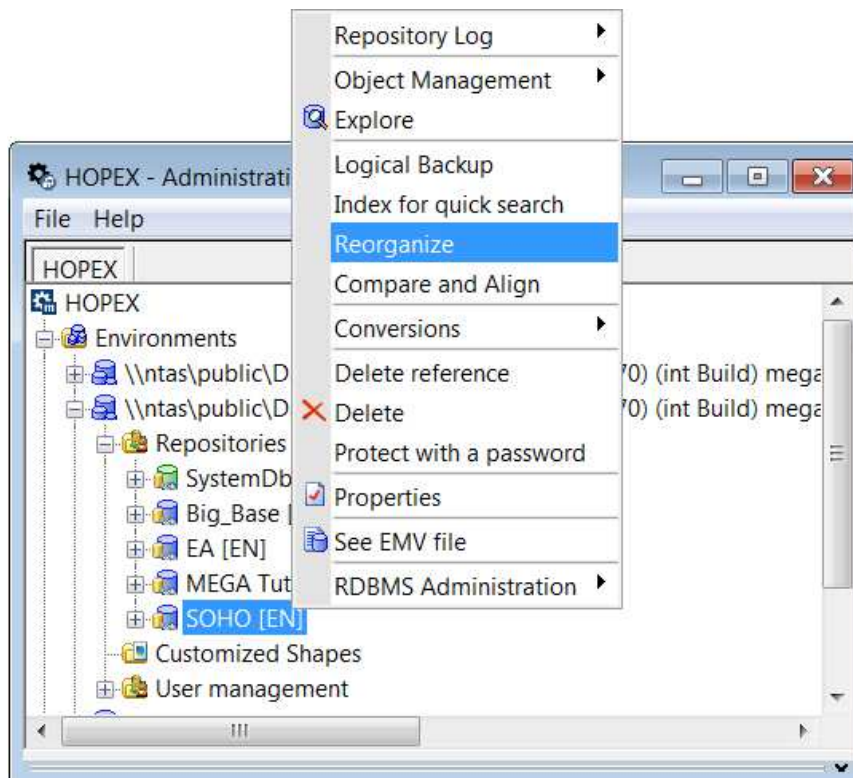 Repository Log
Object Management
Explore
Logical Backup
Index for quick search
Reorganize
Compare and Align
Conversions
Delete reference
Delete
Protect with a password
Properties
See EMV file
RDBMS Administration
HOPEX - Administrati
File Help
HOPEX
HOPEX
Environments
\\ntas\public\D 70) (int Build) mega
\\ntas\public\D 70) (int Build) mega
Repositories
SystemDb
Big_Base [
EA [EN]
MEGA Tut
SOHO [EN]
Customized Shapes
User management